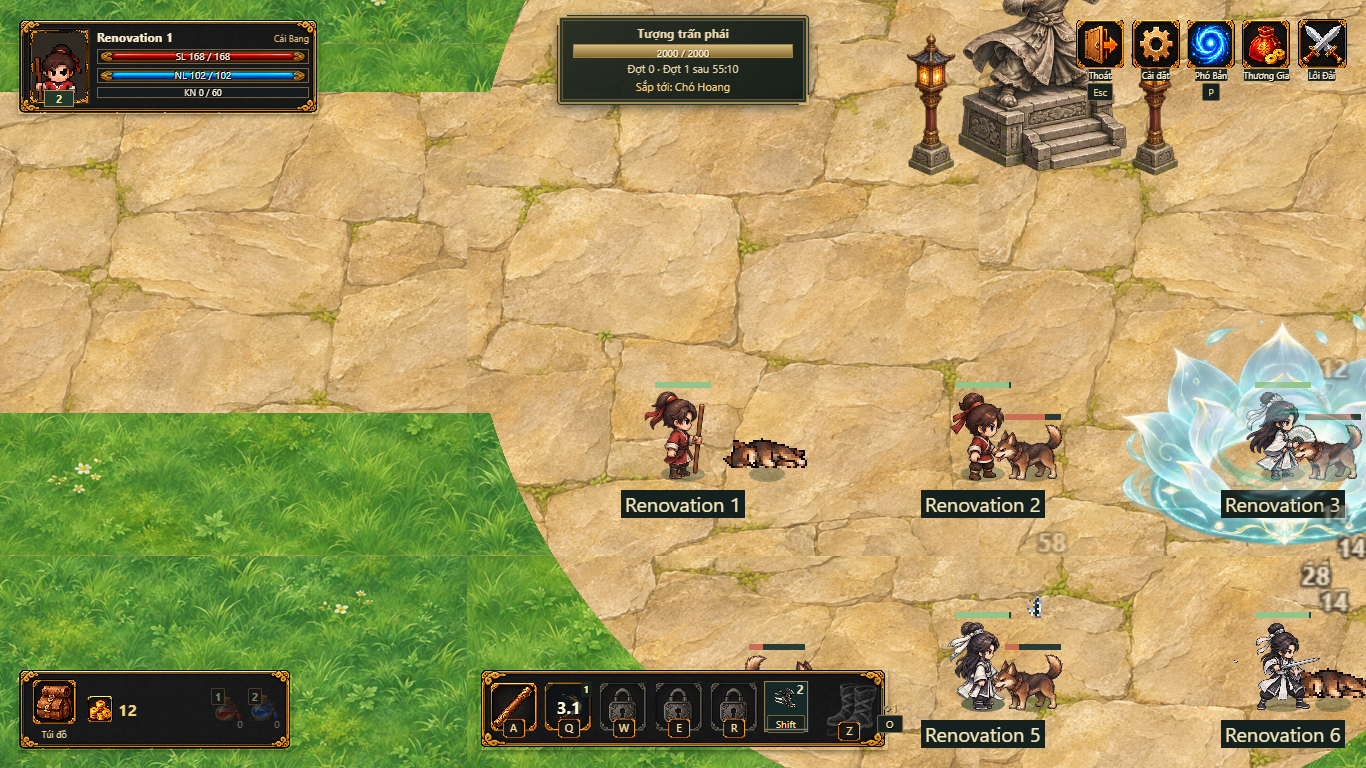 Renovation 1
Cái Bang
SL 168 / 168
NL 102 / 102
KN 0 / 60
2
Tượng trấn phái
2000 / 2000
Đợt 0 · Đợt 1 sau 55:10
Sắp tới: Chó Hoang
Thoát
Cài đặt
Phó Bản
Thương Gia
Lôi Đài
Esc
P
12
Renovation 1
Renovation 2
Renovation 3
58
14
28
14
Renovation 5
Renovation 6
12
1
2
0
0
Túi đồ
1
3.1
2
A
Q
W
E
R
Shift
Z
O